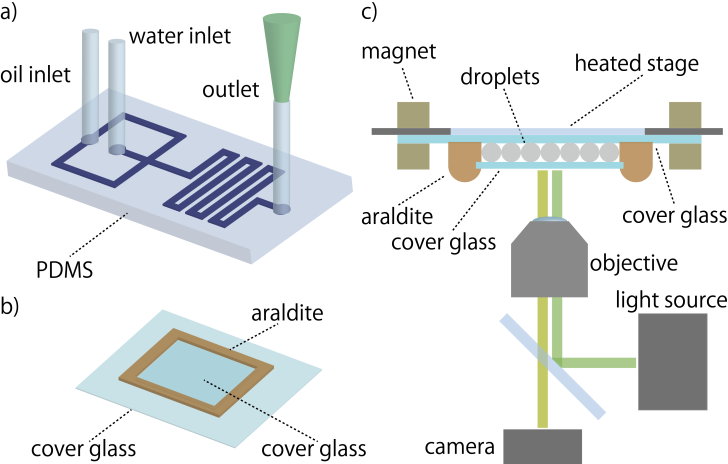 a)
water inlet
oil inlet
outlet
PDMS
b)
araldite
cover glass
cover glass
c)
magnet
droplets
heated stage
araldite
cover glass
cover glass
objective
light source
camera